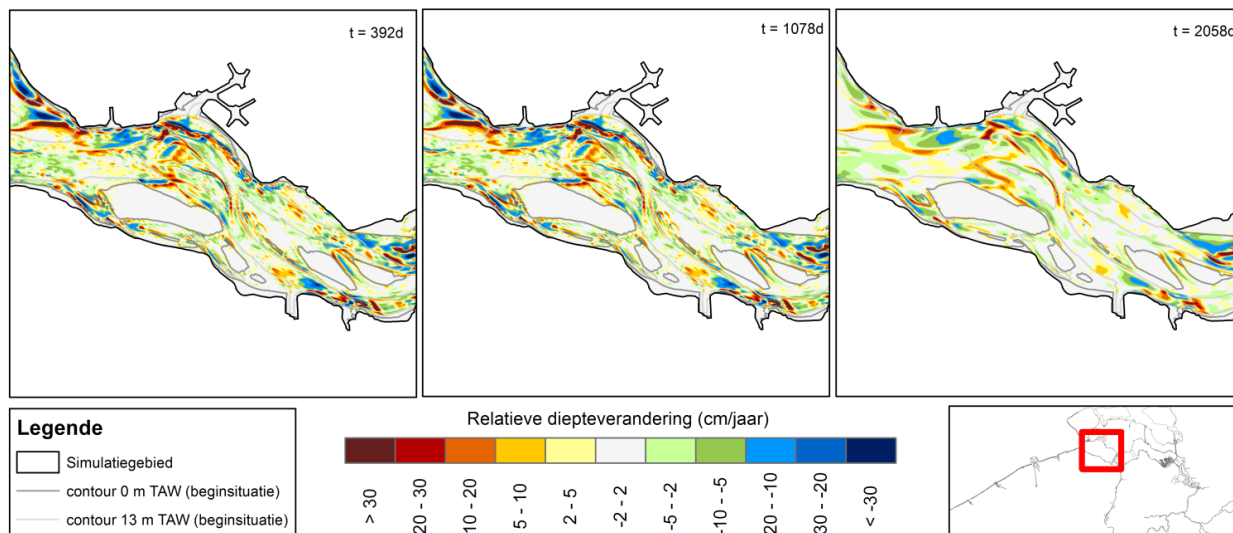 t = 392d
t = 1078d
t = 2058d
Legende
Simulatiegebied
contour 0 m TAW (beginsituatie)
contour 13 m TAW (beginsituatie)
Relatieve diepteverandering (cm/jaar)
> 30
20 - 30
10 - 20
5 - 10
2 - 5
-2 - 2
-5 - -2
-10 - -5
-20 - -10
-30 - -20
< -30